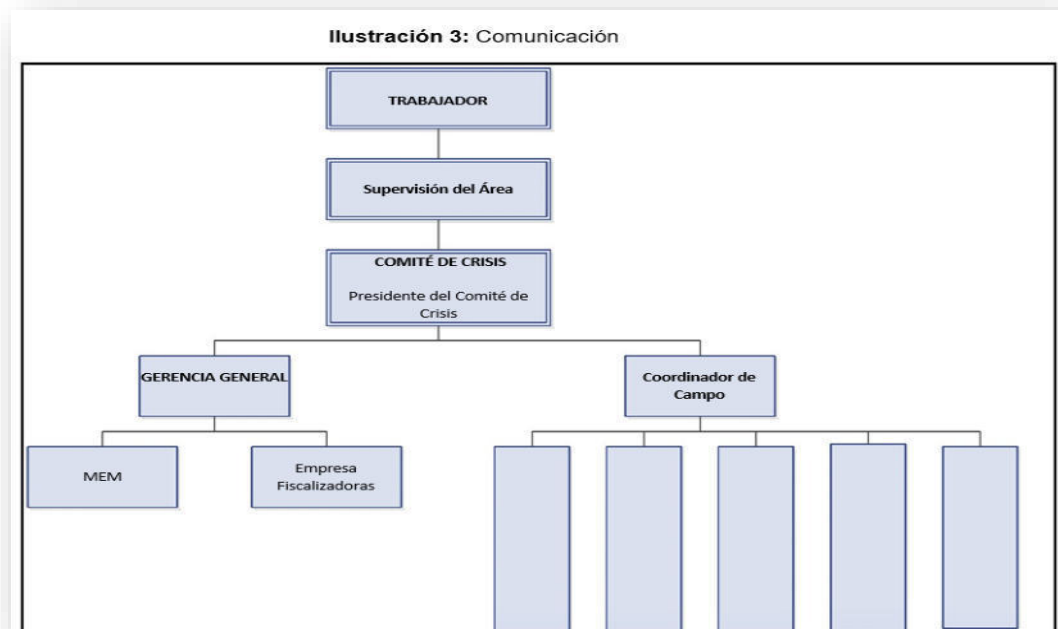 Ilustración 3: Comunicación
TRABAJADOR
Supervisión del Área
COMITÉ DE CRISIS
Presidente del Comité de
Crisis
GERENCIA GENERAL
Coordinador de
Campo
MEM
Empresa
Fiscalizadoras